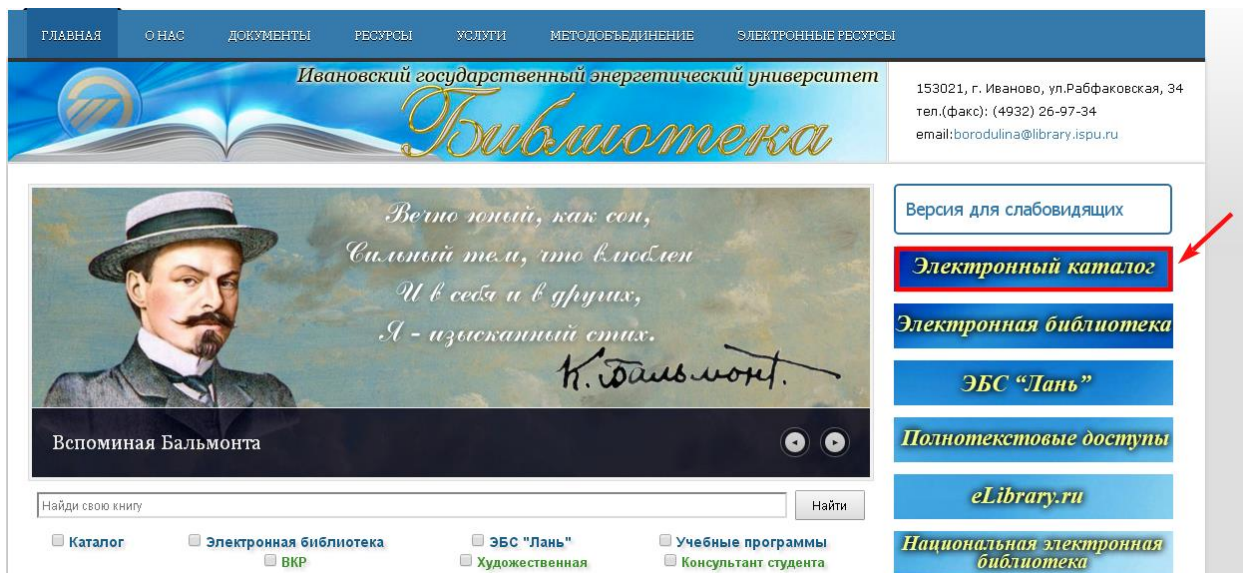 ГЛАВНАЯ О НАС ДОКУМЕНТЫ РЕСУРСЫ УСЛУГИ МЕТОДОБЪЕДИНЕНИЕ ЭЛЕКТРОННЫЕ РЕСУРСЫ
Ивановский государственный энергетический университет
Библиотека
153021, г. Иваново, ул.Рабфаковская, 34
тел.(факс): (4932) 26-97-34
email:borodulina@library.ispu.ru
Вечно юный, как сон,
Сильный тем, что влюблен
И в себя и в других,
Я - изысканный стих.
К. Бальмонт.
Вспоминая Бальмонта
Версия для слабовидящих
Электронный каталог
Электронная библиотека
ЭБС “Лань”
Полнотекстовые доступы
eLibrary.ru
Национальная электронная
библиотека
Найди свою книгу Найти
Каталог Электронная библиотека ЭБС "Лань" Учебные программы
ВКР Художественная Консультант студента